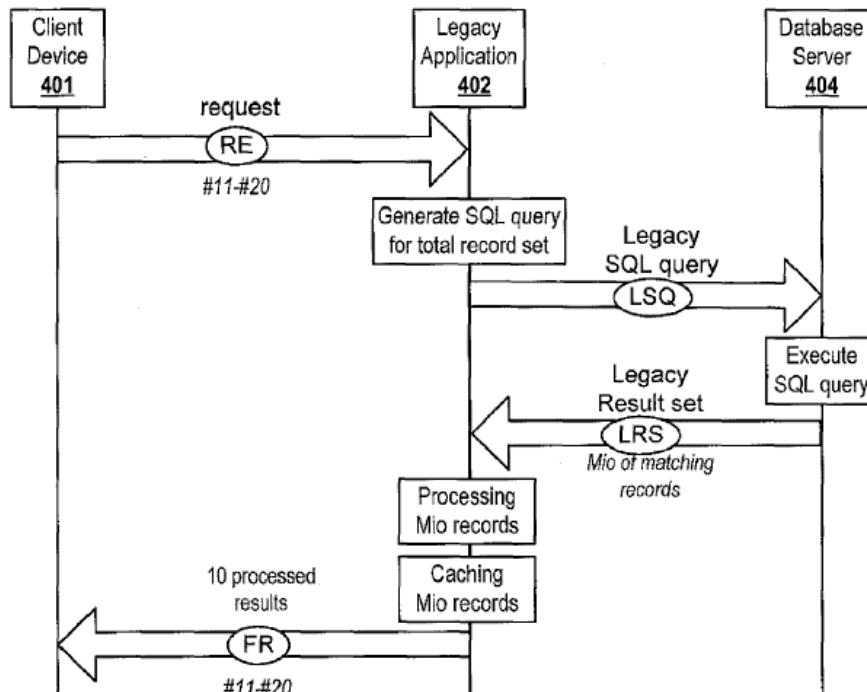 Client
Device
401
Legacy
Application
402
Database
Server
404
request
RE
#11-#20
Generate SQL query
for total record set
Legacy
SQL query
LSQ
Execute
SQL query
Legacy
Result set
LRS
Mio of matching
records
Processing
Mio records
Caching
Mio records
10 processed
results
FR
#11-#20